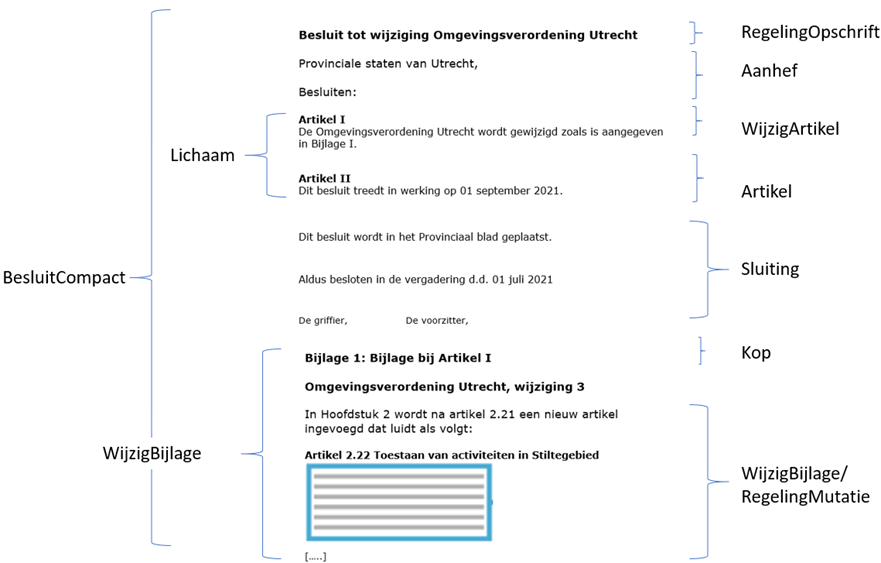 Besluit tot wijziging Omgevingsverordening Utrecht
RegelingOpschrift
Provinciale staten van Utrecht,
Aanhef
Besluiten:
Artikel I
De Omgevingsverordening Utrecht wordt gewijzigd zoals is aangegeven
in Bijlage I.
WijzigArtikel
Lichaam
Artikel II
Dit besluit treedt in werking op 01 september 2021.
Artikel
Dit besluit wordt in het Provinciaal blad geplaatst.
Sluiting
BesluitCompact
Aldus besloten in de vergadering d.d. 01 juli 2021
De griffier, De voorzitter,
Bijlage 1: Bijlage bij Artikel I
Kop
Omgevingsverordening Utrecht, wijziging 3
In Hoofdstuk 2 wordt na artikel 2.21 een nieuw artikel
ingevoegd dat luidt als volgt:
WijzigBijlage
Artikel 2.22 Toestaan van activiteiten in Stiltegebied
WijzigBijlage/
RegelingMutatie
[.....]